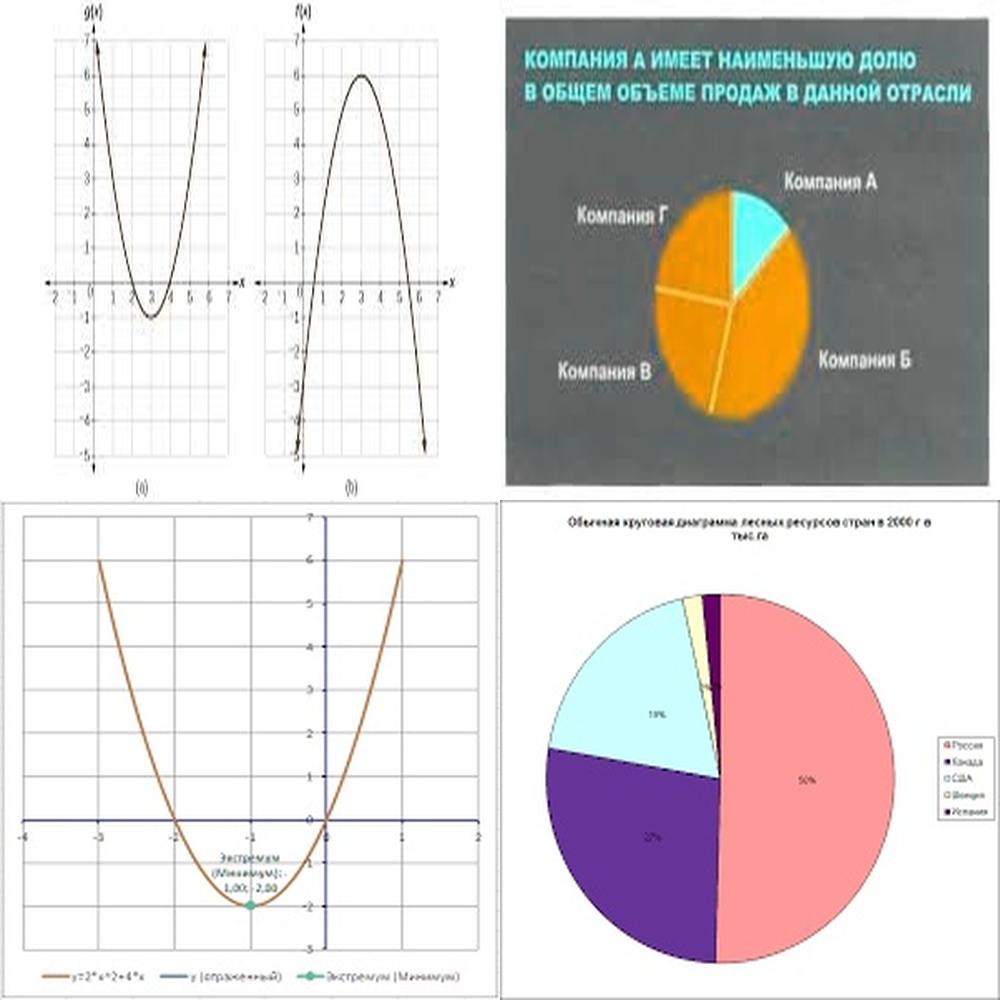 g(x)
f(x)
7
7
6
6
5
5
4
4
3
3
2
2
1
1
x
x
2 1 0 1 2 3 4 5 6 7
-2 1 0 1 2 3 4 5 6 7
-1
-1
-2
-2
-3
-3
-4
-4
-5
-5
(a)
(b)
КОМПАНИЯ А ИМЕЕТ НАИМЕНЬШУЮ ДОЛЮ
В ОБЩЕМ ОБЪЕМЕ ПРОДАЖ В ДАННОЙ ОТРАСЛИ
Компания А
Компания Г
Компания В
Компания Б
7
6
5
4
3
2
1
-4 -3 -2 -1 0 1 2
-1
Экстремум
(Минимум); -
1,00; -2,00
-2
-3
y=2*x^2+4*x
y (отраженный)
Экстремум (Минимум)
Обычная круговая диаграмма лесных ресурсов стран в 2000 г в
тыс.га
19%
50%
27%
Россия
Канада
США
Швеция
Испания